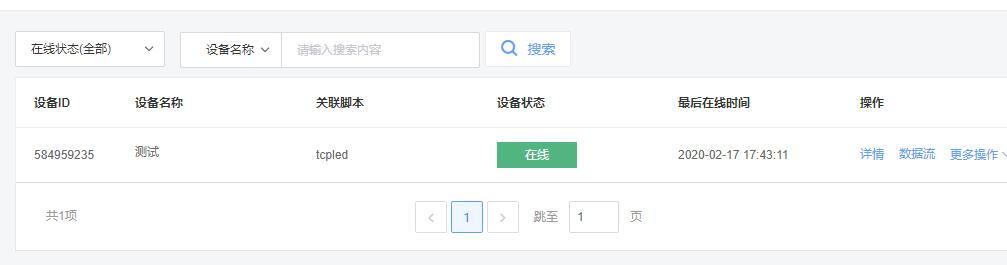 在线状态(全部) 设备名称 请输入搜索内容 搜索
设备ID 设备名称 关联脚本 设备状态 最后在线时间 操作
584959235 测试 tcpled 在线 2020-02-17 17:43:11 详情 数据流 更多操作
共1项 1 跳至 1 页